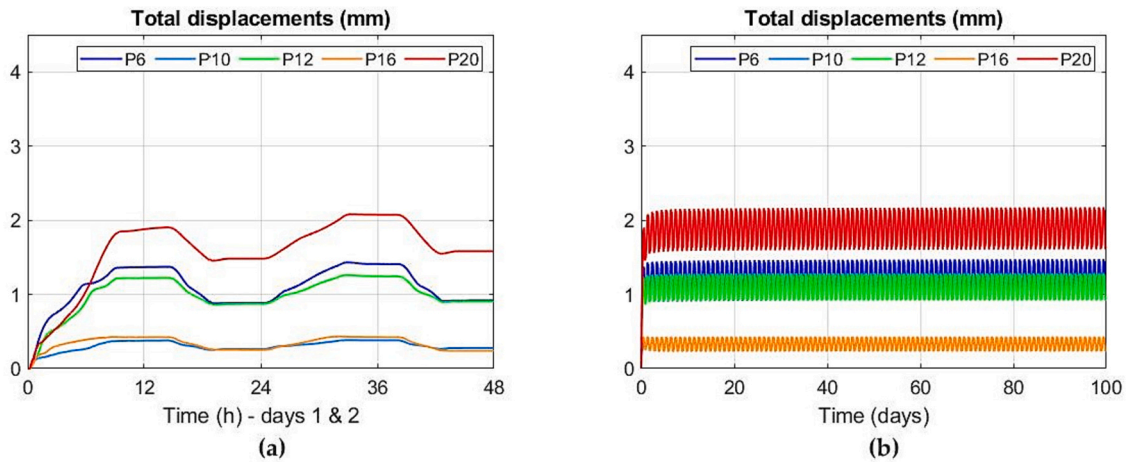 Total displacements (mm)
P6 P10 P12 P16 P20
4
3
2
1
0
0 12 24 36 48
Time (h) - days 1 & 2
(a)
Total displacements (mm)
P6 P10 P12 P16 P20
4
3
2
1
0
0 20 40 60 80 100
Time (days)
(b)